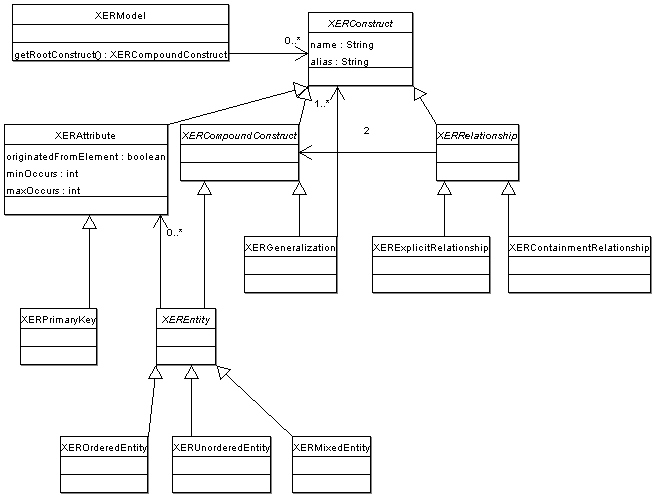 XERModel
getRootConstruct() : XERCompoundConstruct
0..*
XERConstruct
name : String
alias : String
1..*
XERAttribute
originatedFromElement : boolean
minOccurs : int
maxOccurs : int
XERCompoundConstruct
2
XERRelationship
0..*
XERGeneralization
XERExplicitRelationship
XERContainmentRelationship
XERPrimaryKey
XEREntity
XEROrderedEntity
XERUnorderedEntity
XERMixedEntity